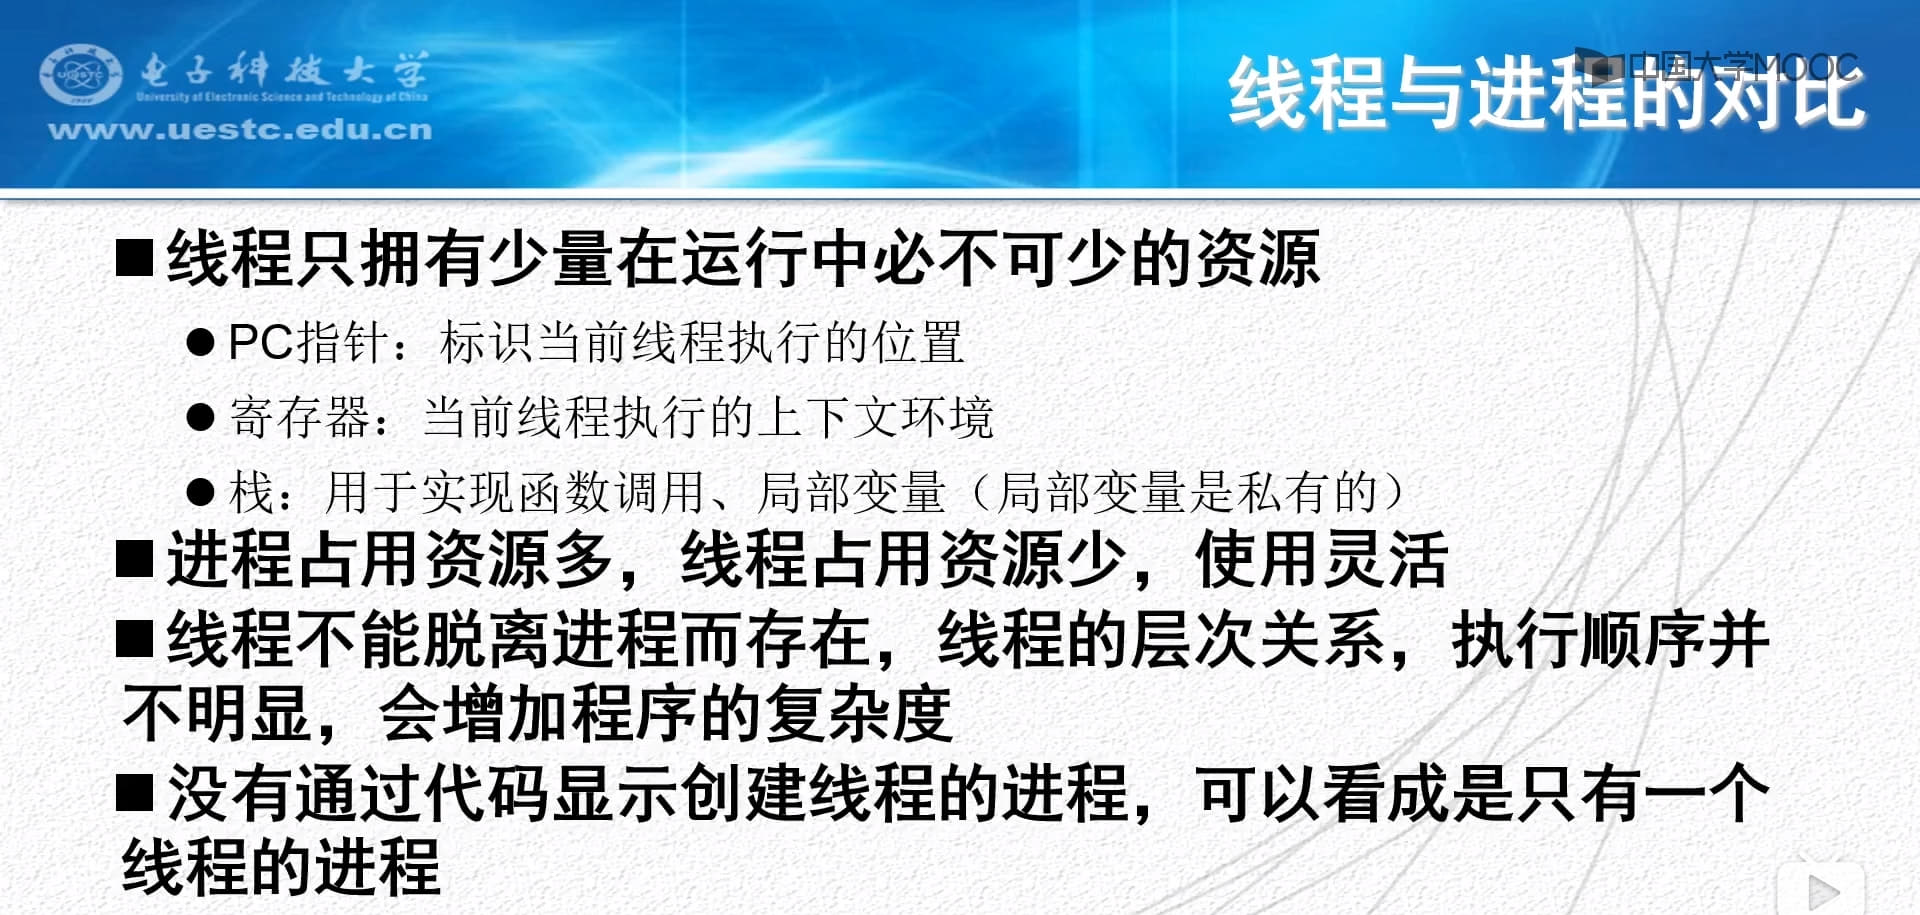 电子科技大学
University of Electronic Science and Technology of China
www.uestc.edu.cn
中国大学MOOC
线程与进程的对比
线程只拥有少量在运行中必不可少的资源
PC指针：标识当前线程执行的位置
寄存器：当前线程执行的上下文环境
栈：用于实现函数调用、局部变量（局部变量是私有的）
进程占用资源多，线程占用资源少，使用灵活
线程不能脱离进程而存在，线程的层次关系，执行顺序并
不明显，会增加程序的复杂度
没有通过代码显示创建线程的进程，可以看成是只有一个
线程的进程